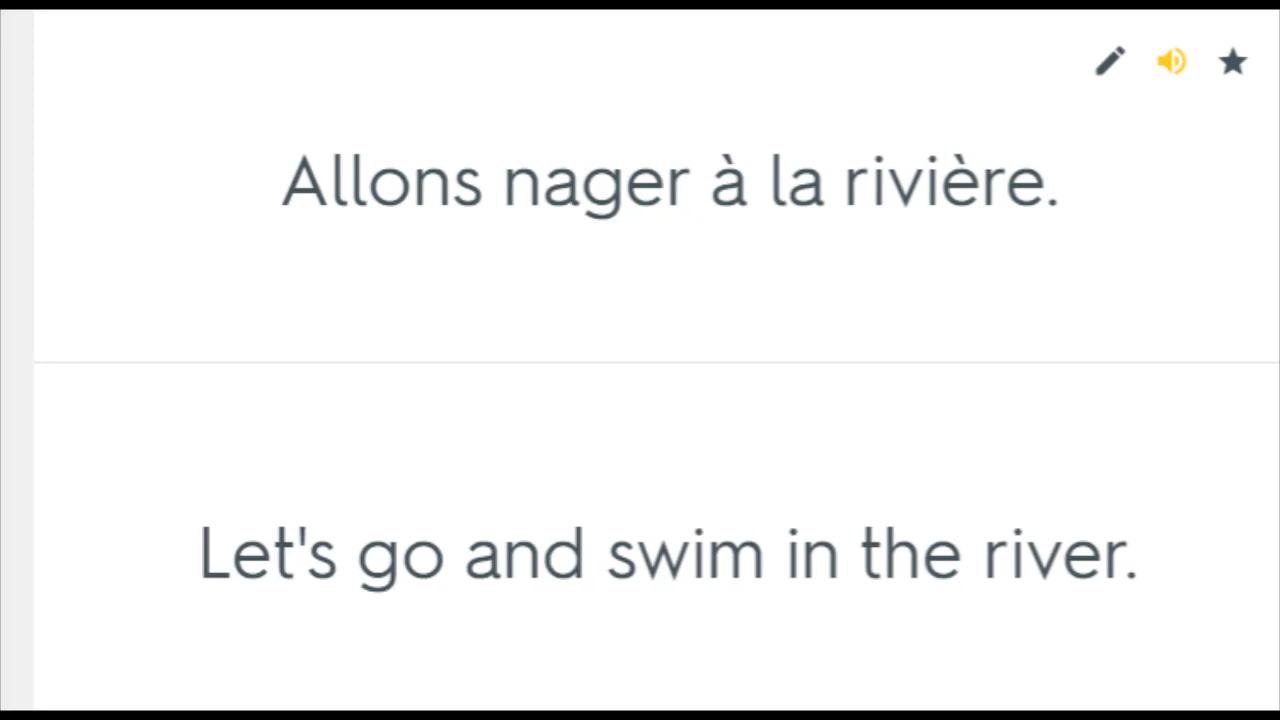 Allons nager à la rivière.
Let's go and swim in the river.